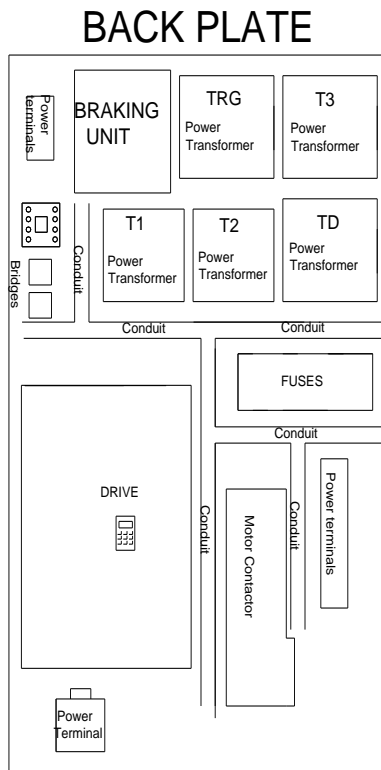 BACK PLATE
Power
terminals
BRAKING
UNIT
TRG
Power
Transformer
T3
Power
Transformer
T1
Power
Transformer
T2
Power
Transformer
TD
Power
Transformer
Bridges
Conduit
Conduit
Conduit
FUSES
Conduit
DRIVE
Conduit
Motor Contactor
Conduit
Power terminals
Power
Terminal